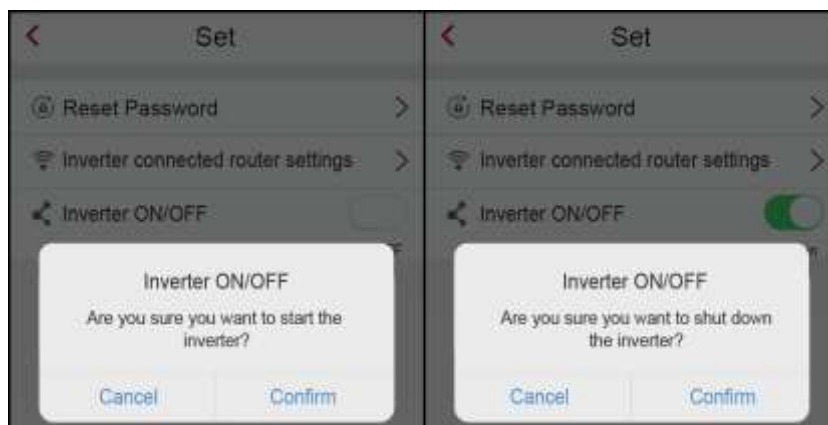 Set
Reset Password
Inverter connected router settings
Inverter ON/OFF
Inverter ON/OFF
Are you sure you want to start the
inverter?
Cancel Confirm
Set
Reset Password
Inverter connected router settings
Inverter ON/OFF
Inverter ON/OFF
Are you sure you want to shut down
the inverter?
Cancel Confirm